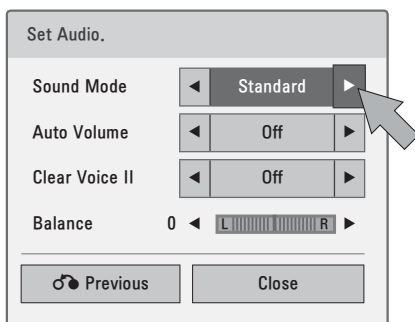 Set Audio.
Sound Mode ◀ Standard ▶
Auto Volume ◀ Off ▶
Clear Voice II ◀ Off ▶
Balance 0 ◀ L R ▶
Previous Close